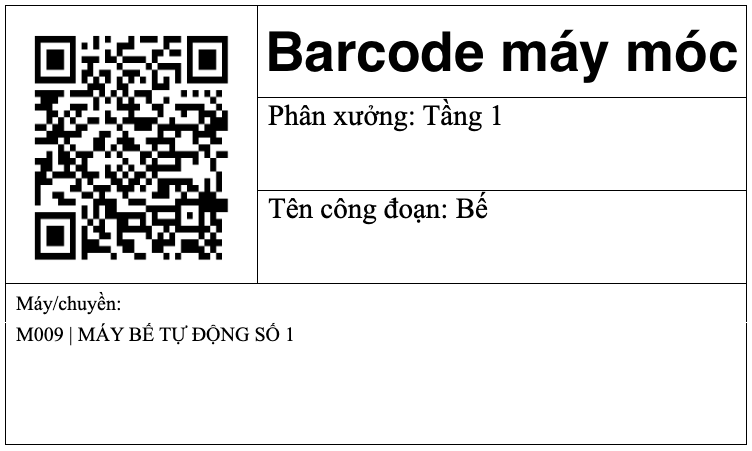 Barcode máy móc
Phân xưởng: Tầng 1
Tên công đoạn: Bế
Máy/chuyền:
M009 | MÁY BẾ TỰ ĐỘNG SỐ 1